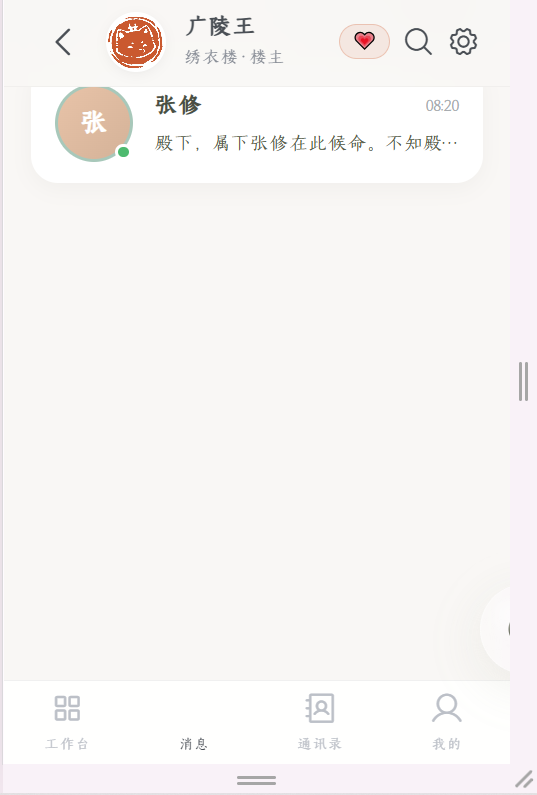 广陵王
绣衣楼·楼主
张
张修
08:20
殿下，属下张修在此候命。不知殿…
工作台
消息
通讯录
我的